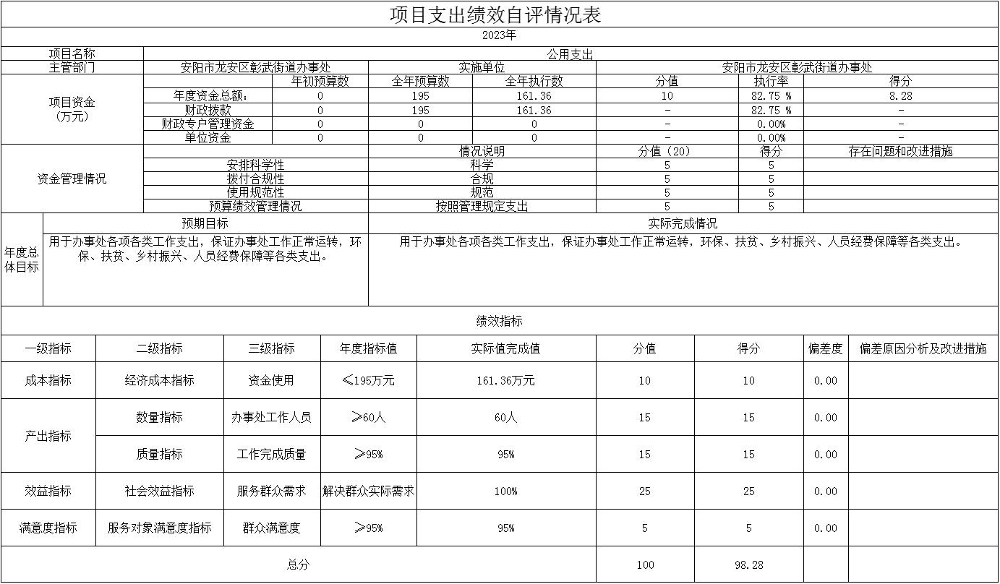 项目支出绩效自评情况表
2023年
项目名称 公用支出
主管部门 安阳市龙安区彰武街道办事处 实施单位 安阳市龙安区彰武街道办事处
项目资金
(万元) 年初预算数 全年预算数 全年执行数 分值 执行率 得分
年度资金总额: 0 195 161.36 10 82.75 % 8.28
财政拨款 0 195 161.36 - 82.75 % -
财政专户管理资金 0 0 0 - 0.00% -
单位资金 0 0 0 - 0.00% -
资金管理情况 情况说明 分值（20） 得分 存在问题和改进措施
安排科学性 科学 5 5
拨付合规性 合规 5 5
使用规范性 规范 5 5
预算绩效管理情况 按照管理规定支出 5 5
年度总
体目标 预期目标 实际完成情况
用于办事处各项各类工作支出，保证办事处工作正常运转，环
保、扶贫、乡村振兴、人员经费保障等各类支出。
用于办事处各项各类工作支出，保证办事处工作正常运转，环保、扶贫、乡村振兴、人员经费保障等各类支出。
绩效指标
一级指标 二级指标 三级指标 年度指标值 实际值完成值 分值 得分 偏差度 偏差原因分析及改进措施
成本指标 经济成本指标 资金使用 ≤195万元 161.36万元 10 10 0.00
产出指标 数量指标 办事处工作人员 ≥60人 60人 15 15 0.00
质量指标 工作完成质量 ≥95% 95% 15 15 0.00
效益指标 社会效益指标 服务群众需求 解决群众实际需求 100% 25 25 0.00
满意度指标 服务对象满意度指标 群众满意度 ≥95% 95% 5 5 0.00
总分 100 98.28